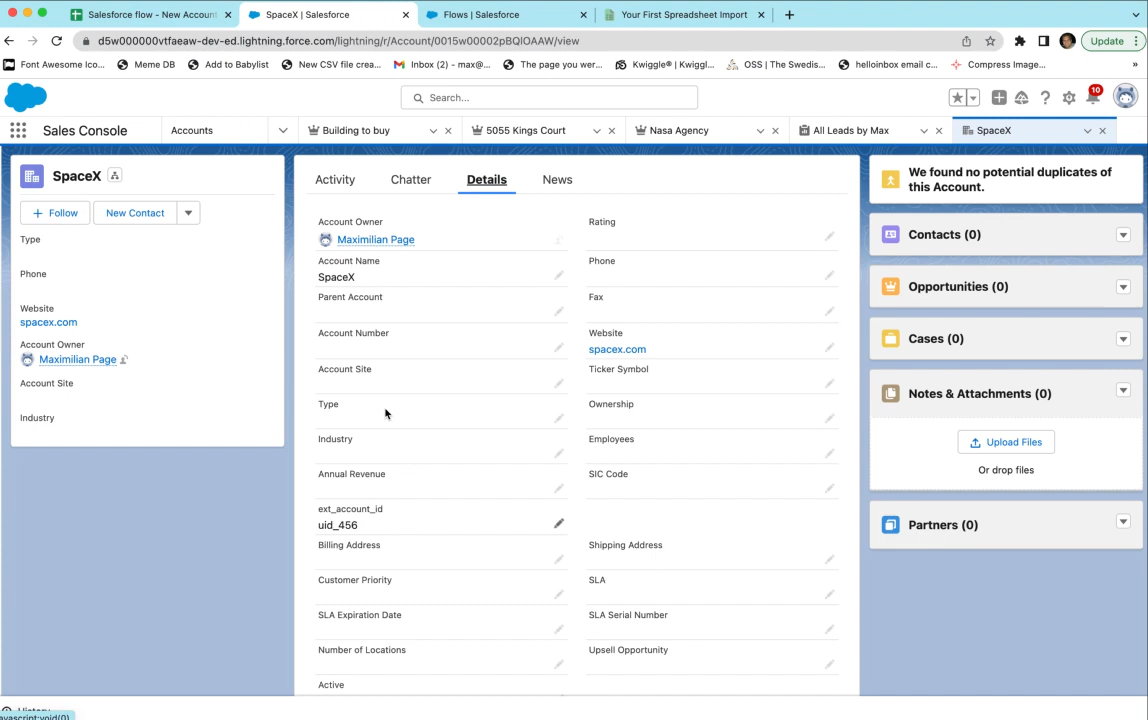 Salesforce flow - New Account
SpaceX | Salesforce
Flows | Salesforce
Your First Spreadsheet Import
d5w000000vtfaeaw-dev-ed.lightning.force.com/lightning/r/Account/0015w00002pBQlOAAW/view
Update
Font Awesome Ico...
Meme DB
Add to Babylist
New CSV file crea...
Inbox (2) - max@...
The page you wer...
Kwiggle® | Kwiggl...
OSS | The Swedis...
helloinbox email c...
Compress Image...
»
Search...
10
Sales Console
Accounts
Building to buy
5055 Kings Court
Nasa Agency
All Leads by Max
SpaceX
SpaceX
Follow
New Contact
Type
Phone
Website
spacex.com
Account Owner
Maximilian Page
Account Site
Industry
Activity
Chatter
Details
News
Account Owner
Maximilian Page
Rating
Account Name
SpaceX
Phone
Parent Account
Fax
Account Number
Website
spacex.com
Account Site
Ticker Symbol
Type
Ownership
Industry
Employees
Annual Revenue
SIC Code
ext_account_id
uid_456
Billing Address
Shipping Address
Customer Priority
SLA
SLA Expiration Date
SLA Serial Number
Number of Locations
Upsell Opportunity
Active
We found no potential duplicates of
this Account.
Contacts (0)
Opportunities (0)
Cases (0)
Notes & Attachments (0)
Upload Files
Or drop files
Partners (0)
History
avascript:void(0)